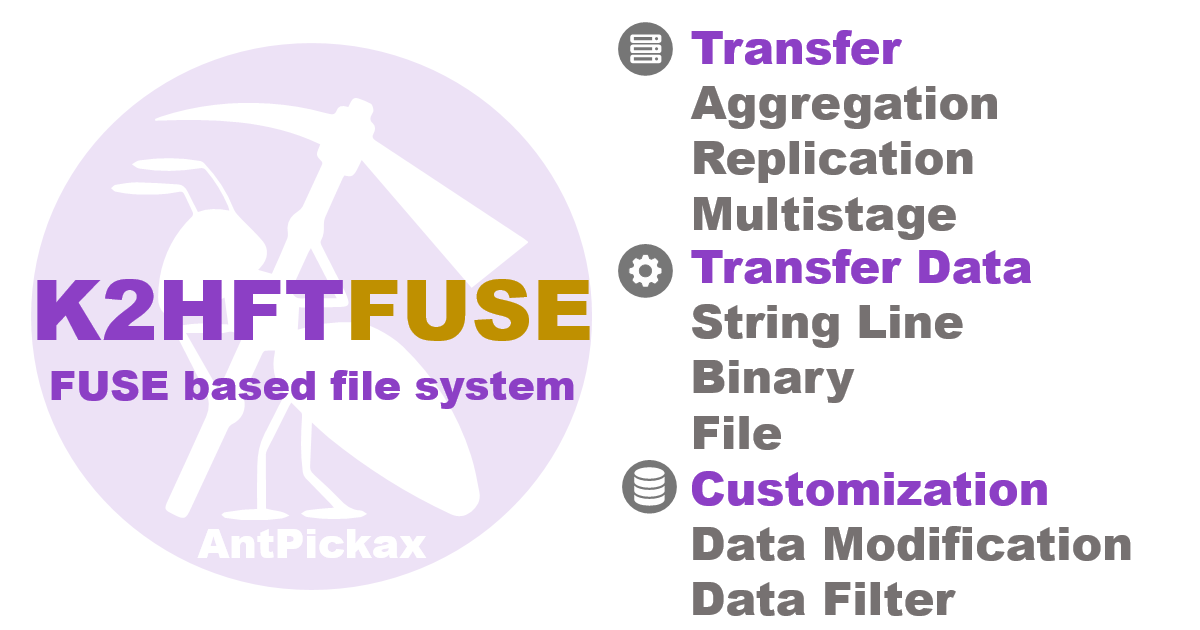 K2HFTFUSE
FUSE based file system
AntPickax
Transfer
Aggregation
Replication
Multistage
Transfer Data
String Line
Binary
File
Customization
Data Modification
Data Filter